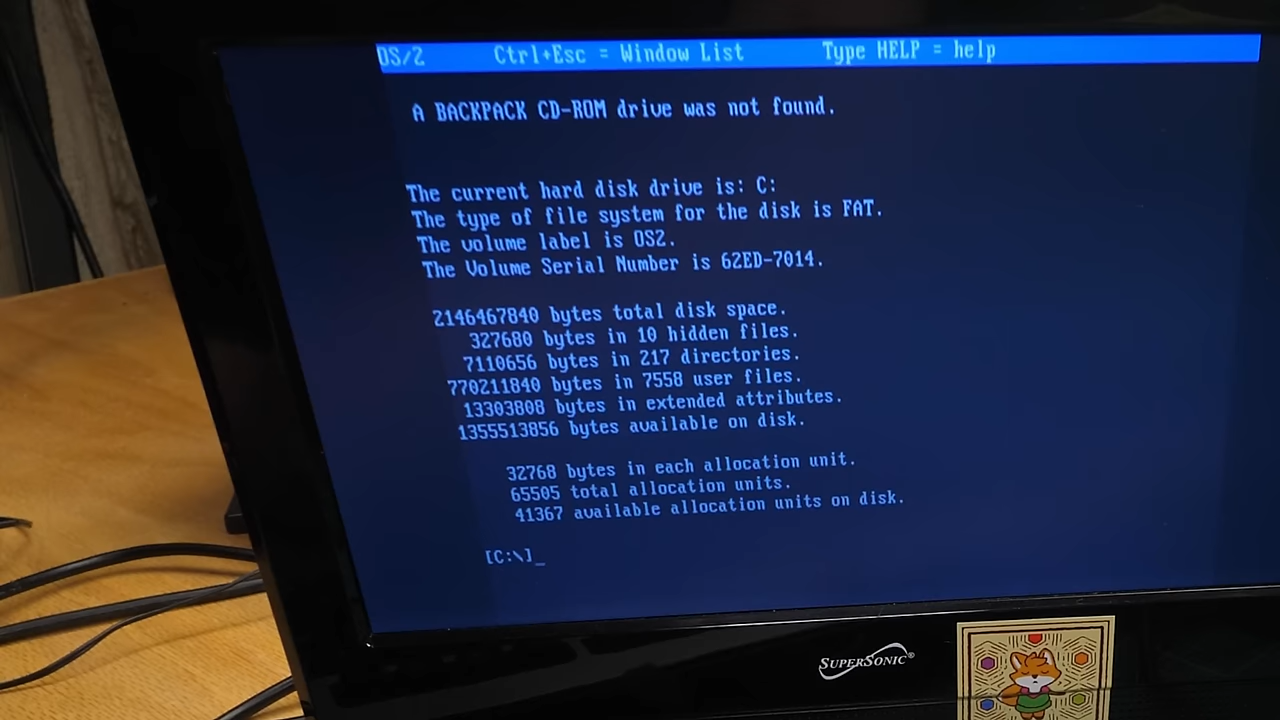 OS/2 Ctrl+Esc = Window List Type HELP = help
A BACKPACK CD-ROM drive was not found.
The current hard disk drive is: C:
The type of file system for the disk is FAT.
The volume label is OS2.
The Volume Serial Number is 62ED-7014.
2146467840 bytes total disk space.
327680 bytes in 10 hidden files.
7110656 bytes in 217 directories.
770211840 bytes in 7558 user files.
13303808 bytes in extended attributes.
1355513856 bytes available on disk.
32768 bytes in each allocation unit.
65505 total allocation units.
41367 available allocation units on disk.
[C:\]_
SUPERSONIC®